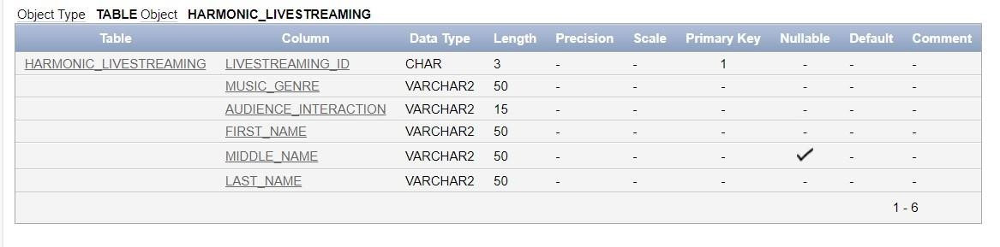 Object Type TABLE Object HARMONIC_LIVESTREAMING
Table Column Data Type Length Precision Scale Primary Key Nullable Default Comment
HARMONIC_LIVESTREAMING LIVESTREAMING_ID CHAR 3 - - 1 - - -
MUSIC_GENRE VARCHAR2 50 - - - - - -
AUDIENCE_INTERACTION VARCHAR2 15 - - - - - -
FIRST_NAME VARCHAR2 50 - - - - - -
MIDDLE_NAME VARCHAR2 50 - - - ✓ - -
LAST_NAME VARCHAR2 50 - - - - - -
1 - 6